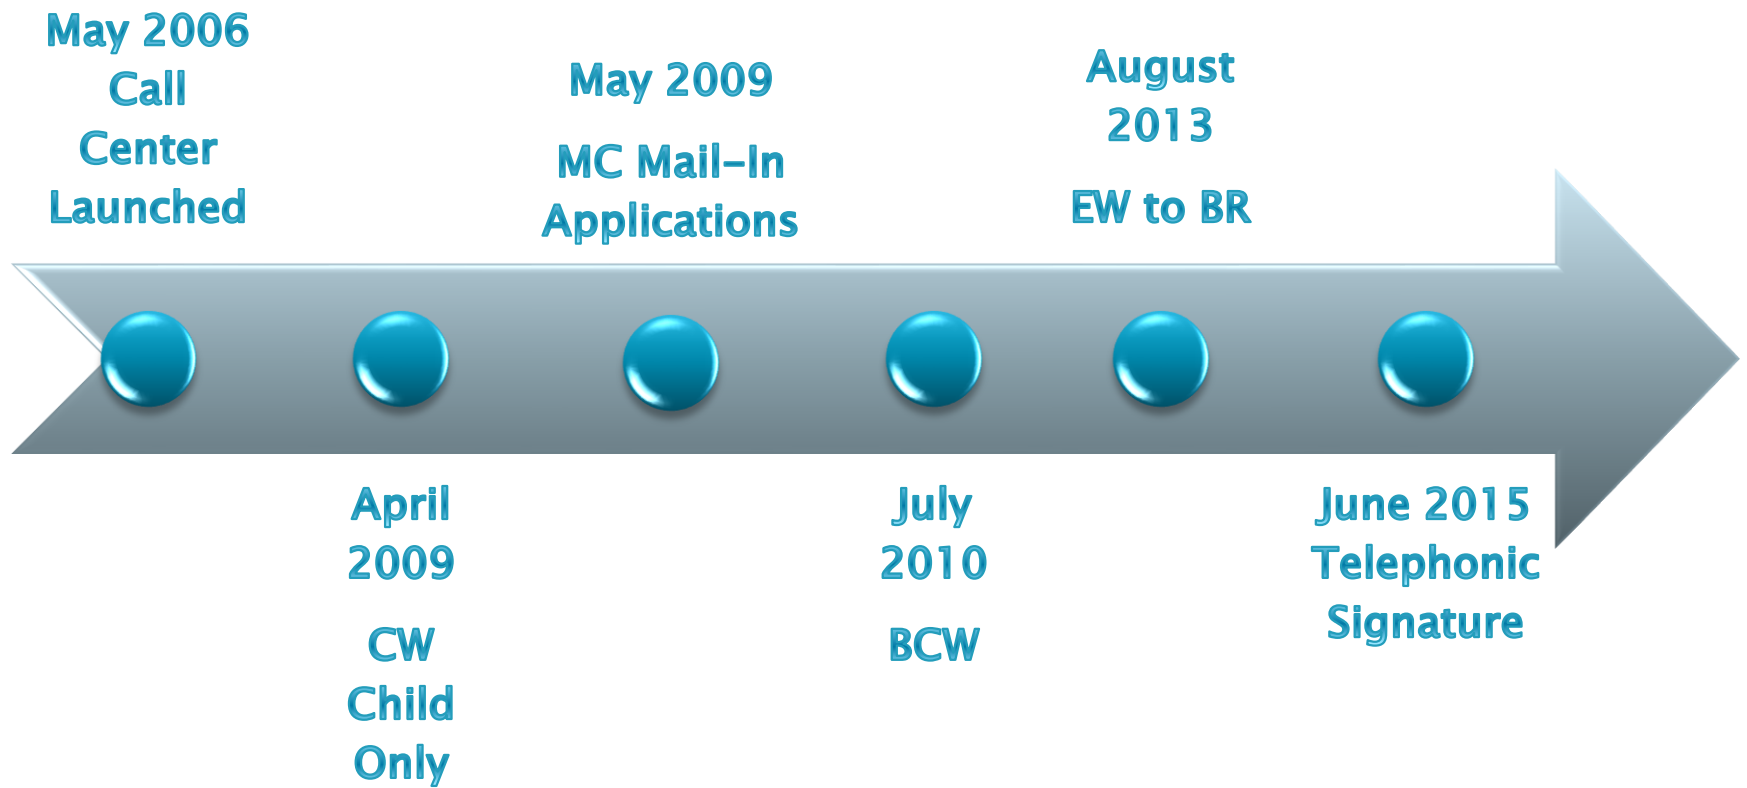 May 2006
Call
Center
Launched
April
2009
CW
Child
Only
May 2009
MC Mail-In
Applications
July
2010
BCW
August
2013
EW to BR
June 2015
Telephonic
Signature